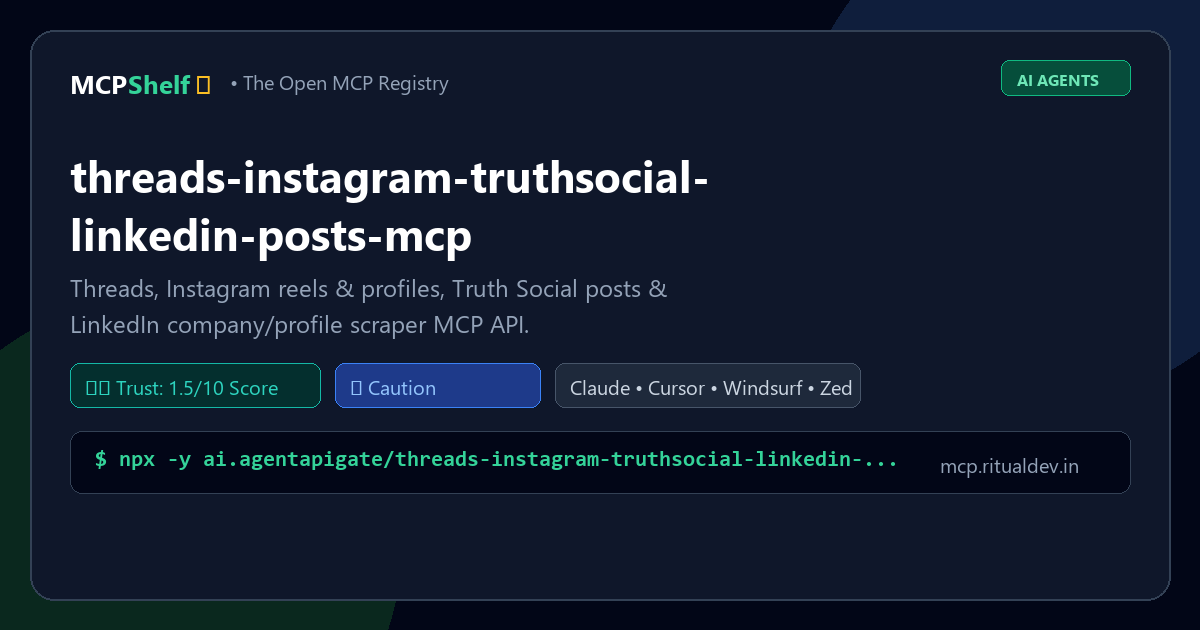 MCPShelf • The Open MCP Registry
AI AGENTS
threads-instagram-truthsocial-
linkedin-posts-mcp
Threads, Instagram reels & profiles, Truth Social posts &
LinkedIn company/profile scraper MCP API.
Trust: 1.5/10 Score
Caution
Claude • Cursor • Windsurf • Zed
$ npx -y ai.agentapigate/threads-instagram-truthsocial-linkedin-...
mcp.ritualdev.in